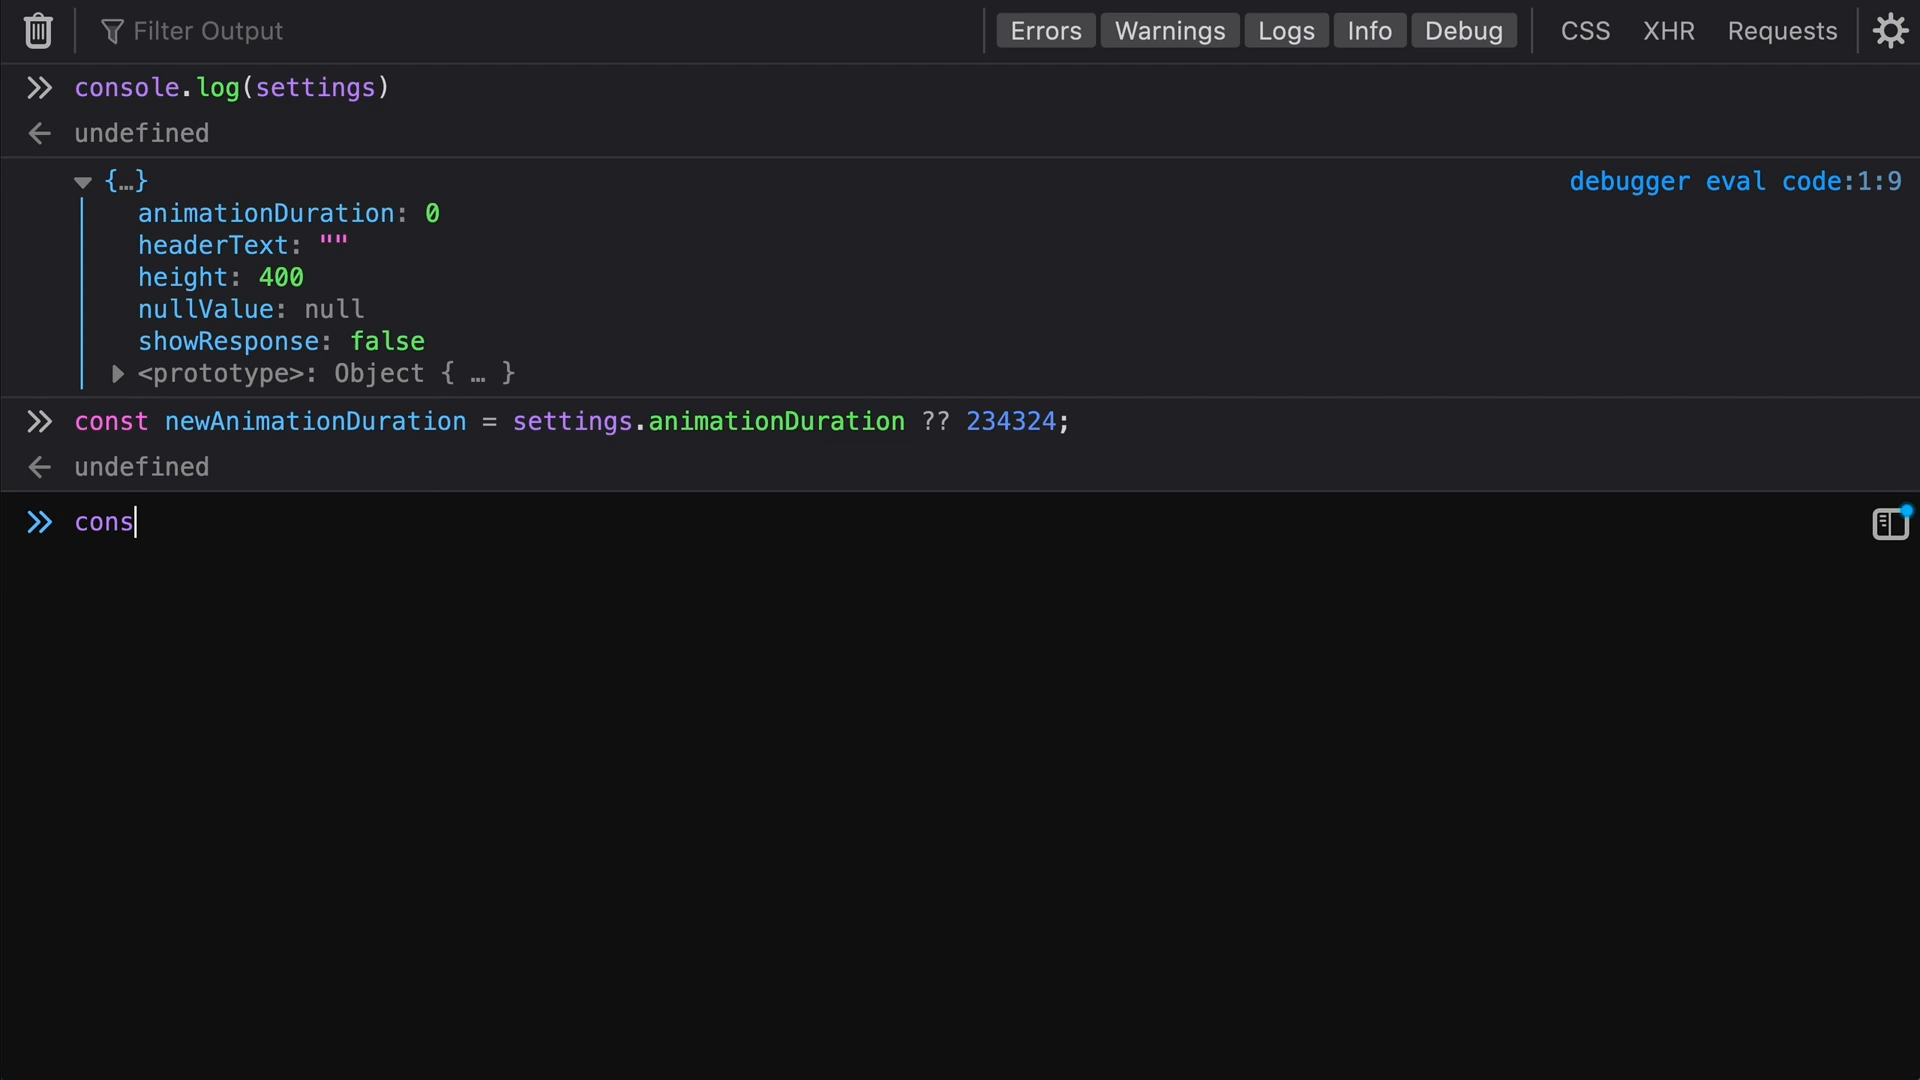 Filter Output Errors Warnings Logs Info Debug CSS XHR Requests
>> console.log(settings)
← undefined
{…} debugger eval code:1:9
animationDuration: 0
headerText: ""
height: 400
nullValue: null
showResponse: false
<prototype>: Object { … }
>> const newAnimationDuration = settings.animationDuration ?? 234324;
← undefined
>> cons